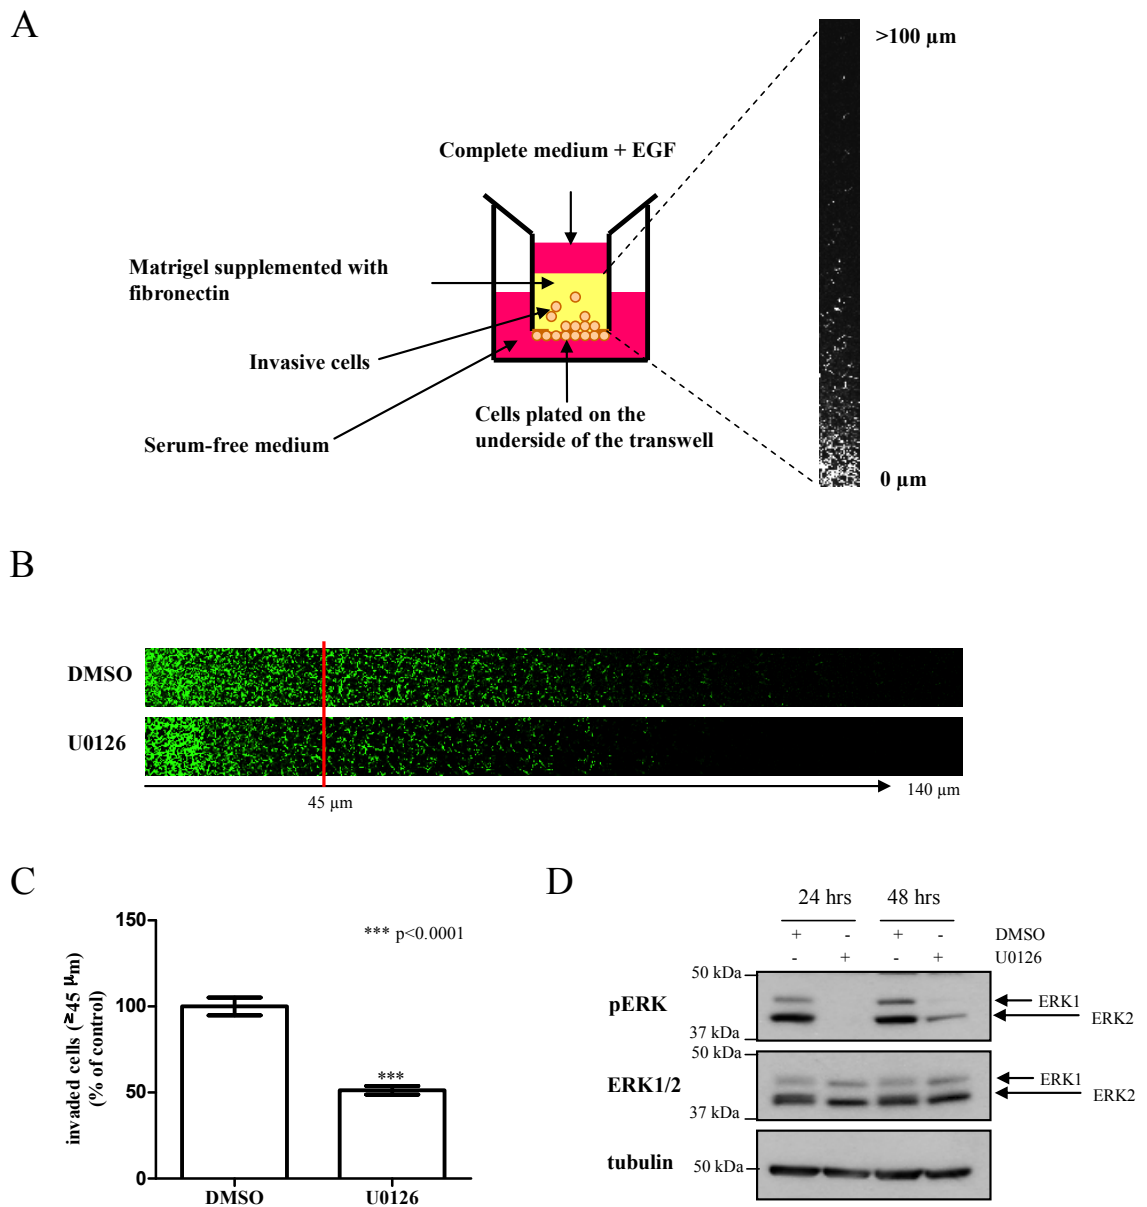 A
>100 µm
Complete medium + EGF
Matrigel supplemented with
fibronectin
Invasive cells
Cells plated on the
underside of the transwell
Serum-free medium
0 µm
B
DMSO
U0126
45 µm
140 µm
C
150
100
50
0
invaded cells (≥45 µm)
(% of control)
*** p<0.0001
***
DMSO
U0126
D
24 hrs 48 hrs
+ - + - DMSO
- + - + U0126
50 kDa
pERK
ERK1
ERK2
37 kDa
50 kDa
ERK1/2
ERK1
ERK2
37 kDa
tubulin
50 kDa